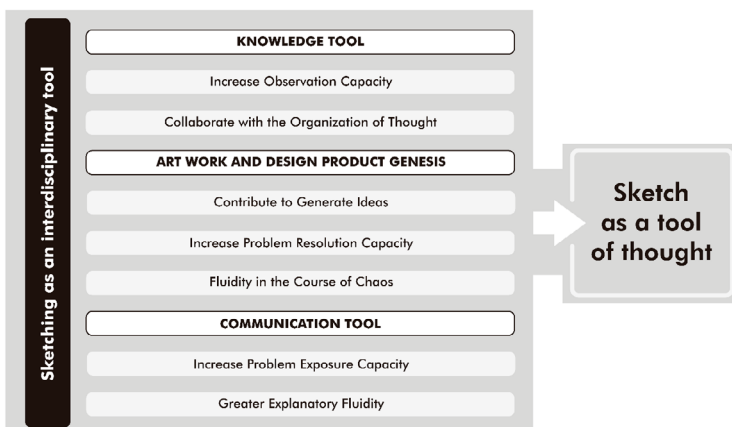 Sketching as an interdisciplinary tool
KNOWLEDGE TOOL
Increase Observation Capacity
Collaborate with the Organization of Thought
ART WORK AND DESIGN PRODUCT GENESIS
Contribute to Generate Ideas
Increase Problem Resolution Capacity
Fluidity in the Course of Chaos
COMMUNICATION TOOL
Increase Problem Exposure Capacity
Greater Explanatory Fluidity
Sketch
as a tool
of thought